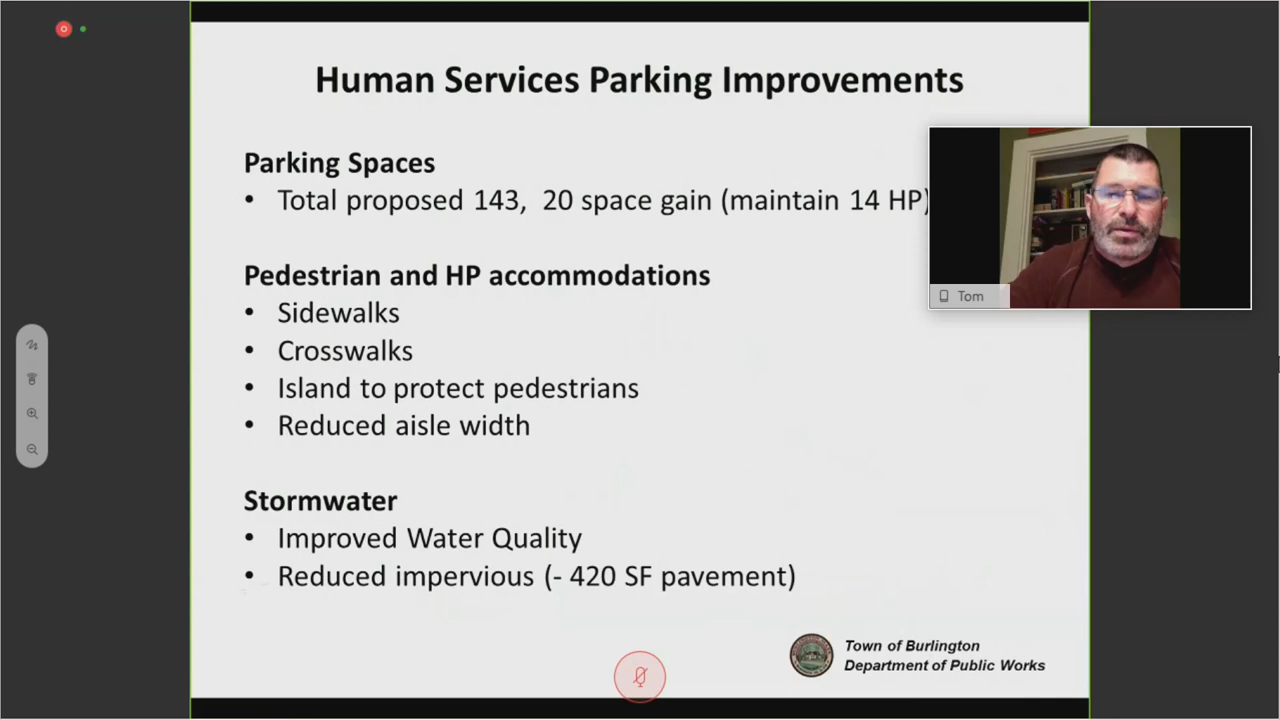 Human Services Parking Improvements
Parking Spaces
• Total proposed 143, 20 space gain (maintain 14 HP)
Pedestrian and HP accommodations
• Sidewalks
• Crosswalks
• Island to protect pedestrians
• Reduced aisle width
Stormwater
• Improved Water Quality
• Reduced impervious (- 420 SF pavement)
Tom
Town of Burlington
Department of Public Works